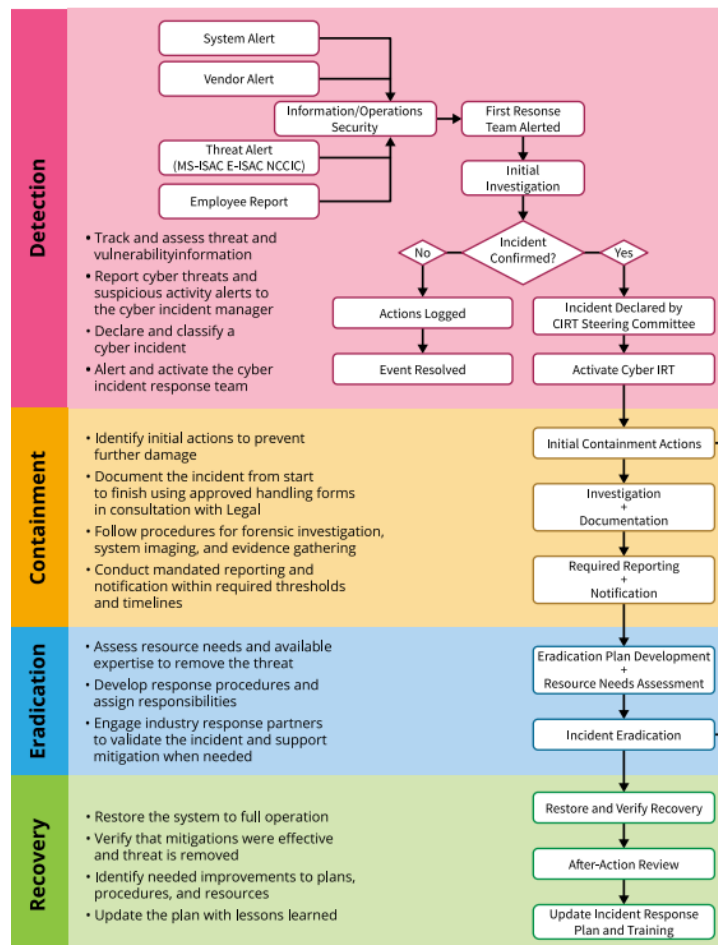 Detection
System Alert
Vendor Alert
Information/Operations
Security
First Resonse
Team Alerted
Threat Alert
(MS-ISAC E-ISAC NCCIC)
Employee Report
Initial
Investigation
Incident
Confirmed?
No
Yes
Actions Logged
Event Resolved
Incident Declared by
CIRT Steering Committee
Activate Cyber IRT
• Track and assess threat and
vulnerabilityinformation
• Report cyber threats and
suspicious activity alerts to
the cyber incident manager
• Declare and classify a
cyber incident
• Alert and activate the cyber
incident response team
Containment
• Identify initial actions to prevent
further damage
• Document the incident from start
to finish using approved handling forms
in consultation with Legal
• Follow procedures for forensic investigation,
system imaging, and evidence gathering
• Conduct mandated reporting and
notification within required thresholds
and timelines
Initial Containment Actions
Investigation
+
Documentation
Required Reporting
+
Notification
Eradication
• Assess resource needs and available
expertise to remove the threat
• Develop response procedures and
assign responsibilities
• Engage industry response partners
to validate the incident and support
mitigation when needed
Eradication Plan Development
+
Resource Needs Assessment
Incident Eradication
Recovery
• Restore the system to full operation
• Verify that mitigations were effective
and threat is removed
• Identify needed improvements to plans,
procedures, and resources
• Update the plan with lessons learned
Restore and Verify Recovery
After-Action Review
Update Incident Response
Plan and Training